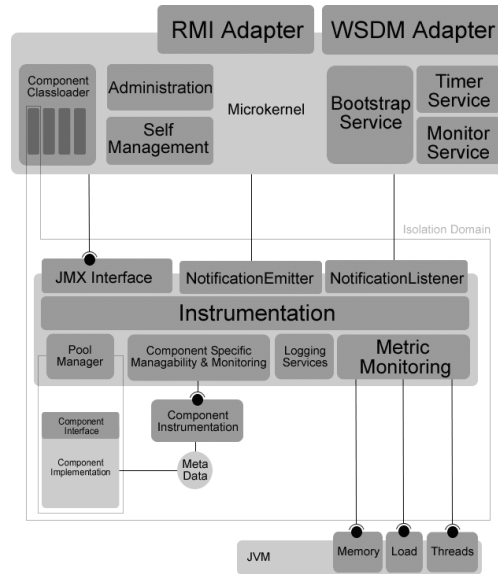 RMI Adapter
WSDM Adapter
Component
Classloader
Administration
Self
Management
Microkernel
Bootstrap
Service
Timer
Service
Monitor
Service
Isolation Domain
JMX Interface
NotificationEmitter
NotificationListener
Instrumentation
Pool
Manager
Component Specific
Managability & Monitoring
Logging
Services
Metric
Monitoring
Component
Interface
Component
Implementation
Component
Instrumentation
Meta
Data
JVM
Memory
Load
Threads